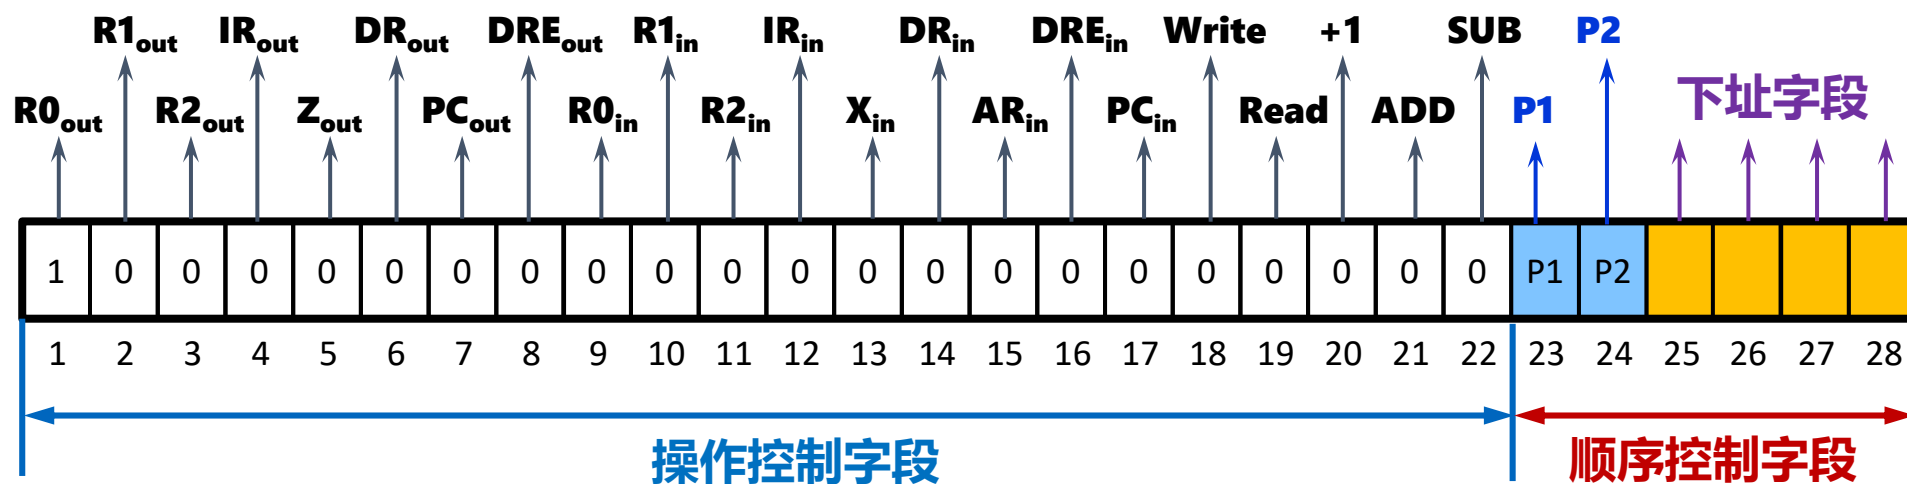 R1out IRout DRout DREout R1in IRin DRin DREin Write +1 SUB P2
R0out R2out Zout PCout R0in R2in Xin ARin PCin Read ADD P1 下址字段
1 0 0 0 0 0 0 0 0 0 0 0 0 0 0 0 0 0 0 0 0 0 P1 P2
1 2 3 4 5 6 7 8 9 10 11 12 13 14 15 16 17 18 19 20 21 22 23 24 25 26 27 28
操作控制字段 顺序控制字段